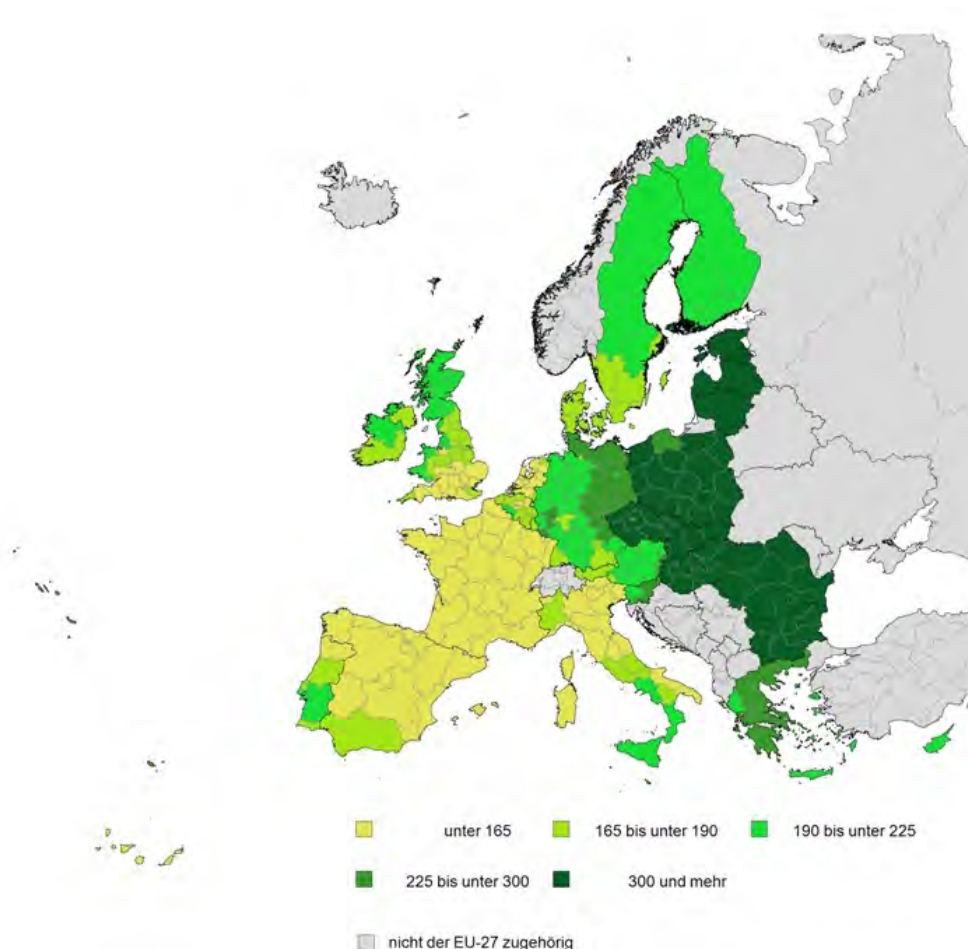 unter 165
165 bis unter 190
190 bis unter 225
225 bis unter 300
300 und mehr
nicht der EU-27 zugehörig